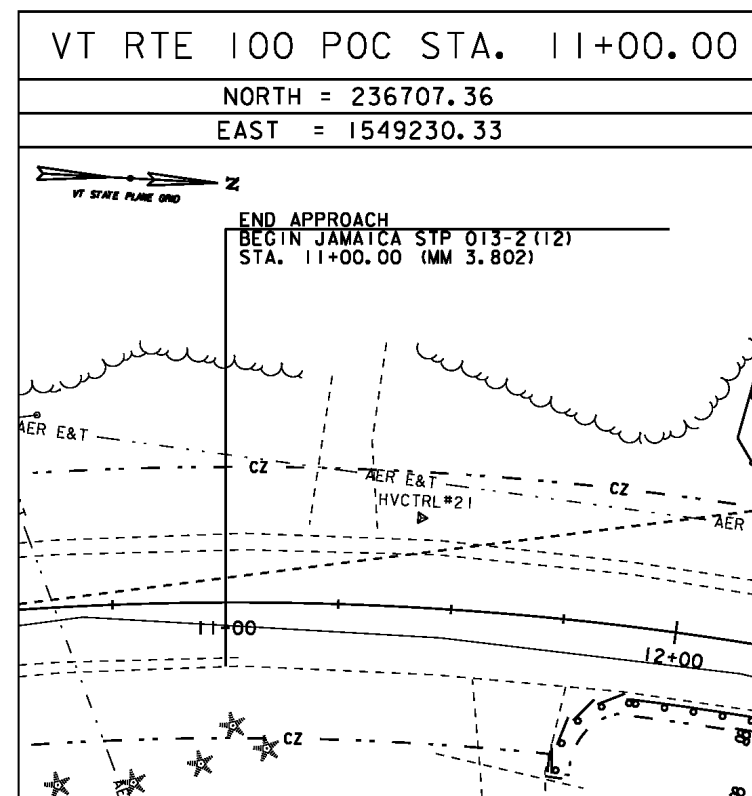 VT RTE 100 POC STA. 11+00.00
NORTH = 236707.36
EAST = 1549230.33
N
VT STATE PLANE GRID
END APPROACH
BEGIN JAMAICA STP 013-2(12)
STA. 11+00.00 (MM 3.802)
AER E&T
CZ
AER E&T
CZ
HVCTRL#21
AER
11+00
12+00
CZ